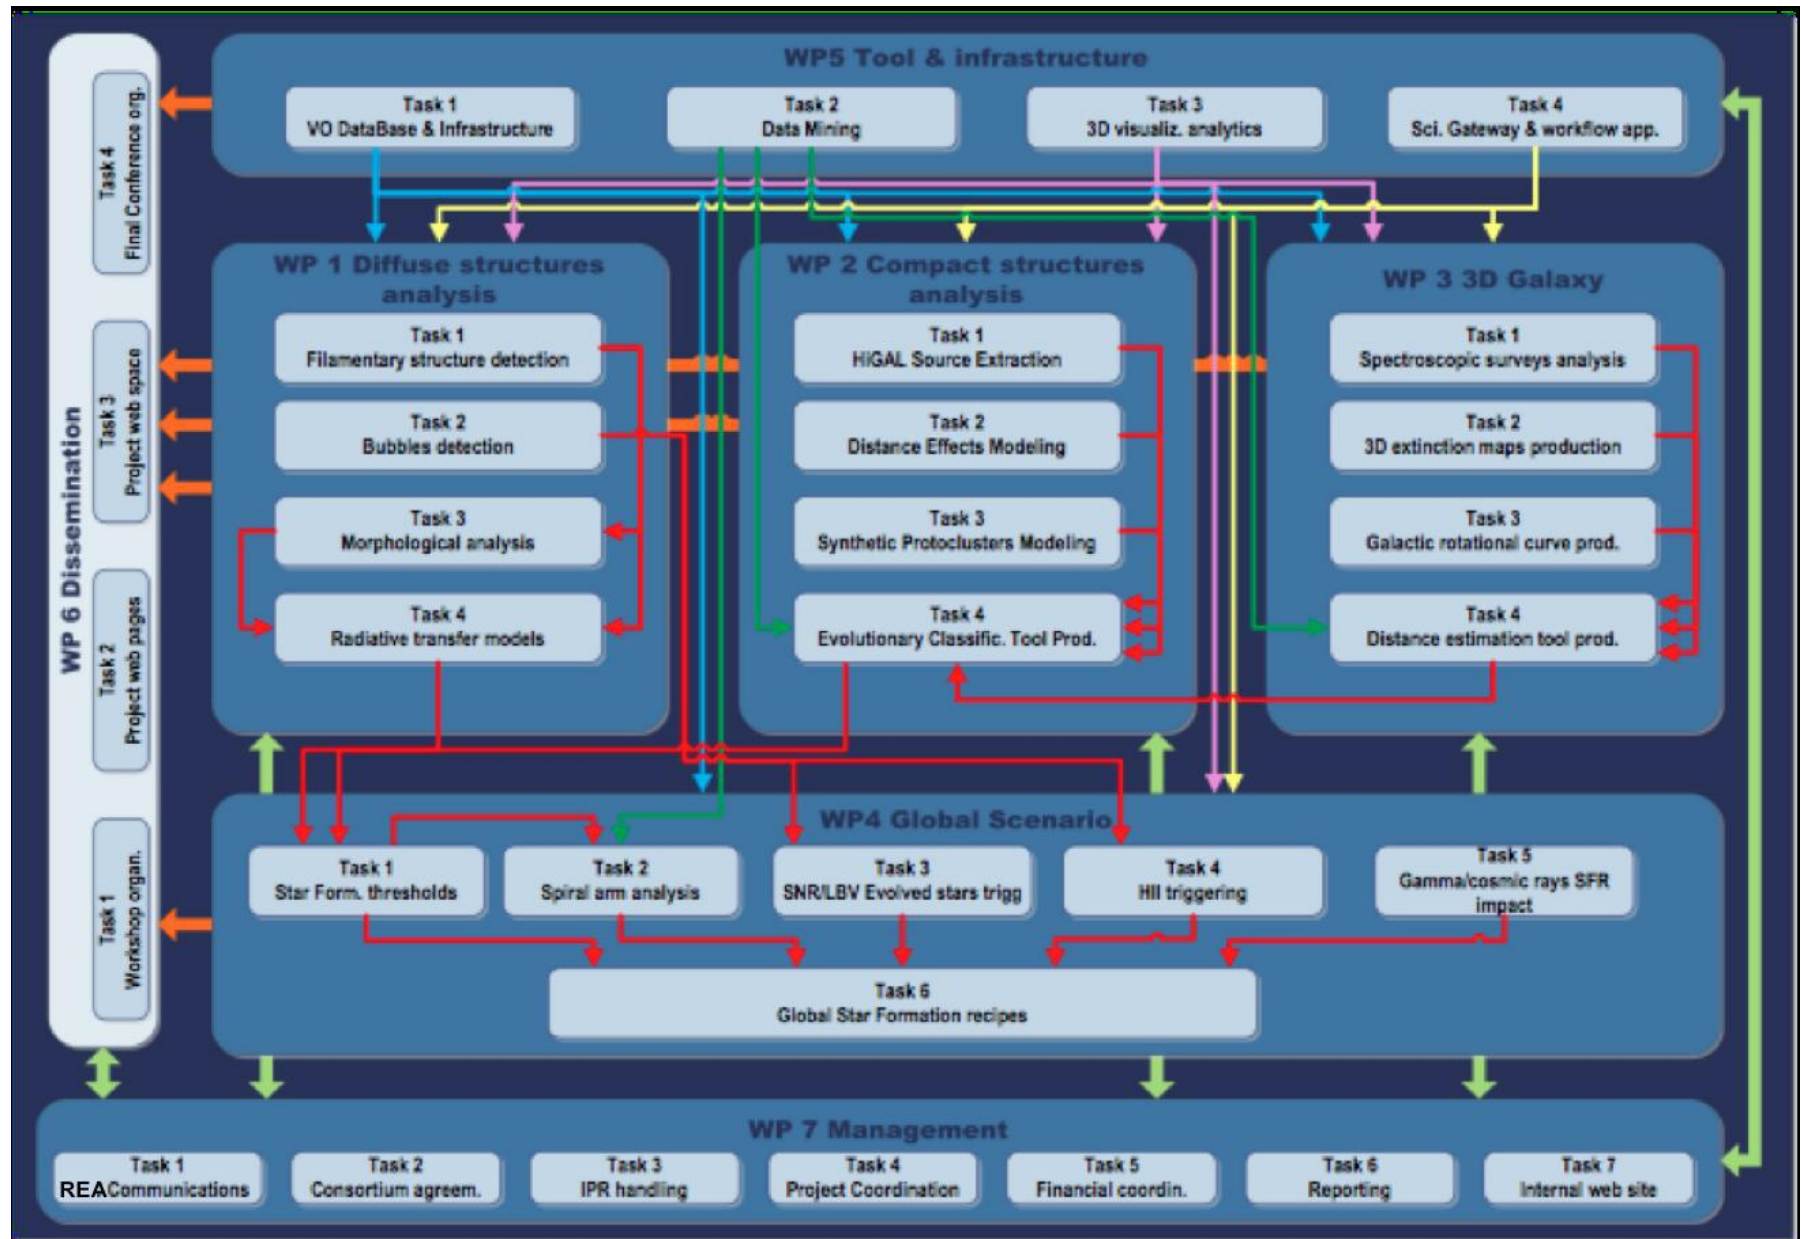 WP5 Tool & infrastructure
Task 1
VO DataBase & Infrastructure
Task 2
Data Mining
Task 3
3D visualiz. analytics
Task 4
Sci. Gateway & workflow app.
WP 6 Dissemination
Task 4
Final Conference org.
Task 3
Project web space
Task 2
Project web pages
Task 1
Workshop organ.
WP 1 Diffuse structures
analysis
Task 1
Filamentary structure detection
Task 2
Bubbles detection
Task 3
Morphological analysis
Task 4
Radiative transfer models
WP 2 Compact structures
analysis
Task 1
HiGAL Source Extraction
Task 2
Distance Effects Modeling
Task 3
Synthetic Protoclusters Modeling
Task 4
Evolutionary Classific. Tool Prod.
WP 3 3D Galaxy
Task 1
Spectroscopic surveys analysis
Task 2
3D extinction maps production
Task 3
Galactic rotational curve prod.
Task 4
Distance estimation tool prod.
WP4 Global Scenario
Task 1
Star Form. thresholds
Task 2
Spiral arm analysis
Task 3
SNR/LBV Evolved stars trigg
Task 4
HII triggering
Task 5
Gamma/cosmic rays SFR
impact
Task 6
Global Star Formation recipes
WP 7 Management
Task 1
REACommunications
Task 2
Consortium agreem.
Task 3
IPR handling
Task 4
Project Coordination
Task 5
Financial coordin.
Task 6
Reporting
Task 7
Internal web site